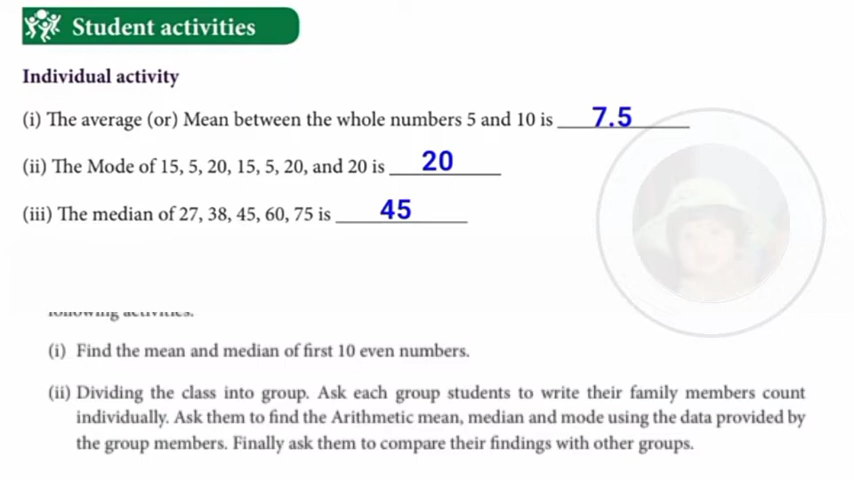 Student activities
Individual activity
(i) The average (or) Mean between the whole numbers 5 and 10 is 7.5
(ii) The Mode of 15, 5, 20, 15, 5, 20, and 20 is 20
(iii) The median of 27, 38, 45, 60, 75 is 45
following activities.
(i) Find the mean and median of first 10 even numbers.
(ii) Dividing the class into group. Ask each group students to write their family members count
individually. Ask them to find the Arithmetic mean, median and mode using the data provided by
the group members. Finally ask them to compare their findings with other groups.